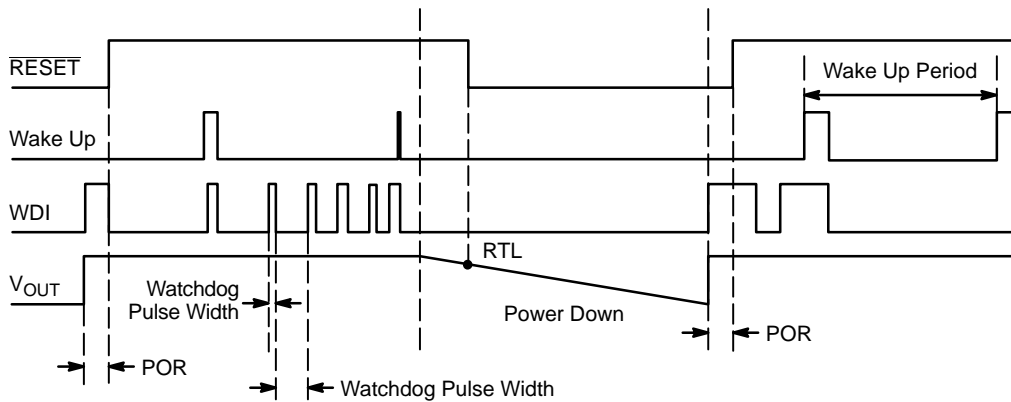 RESET
Wake Up Period
Wake Up
WDI
RTL
VOUT
Watchdog
Pulse Width
Power Down
POR
POR
Watchdog Pulse Width